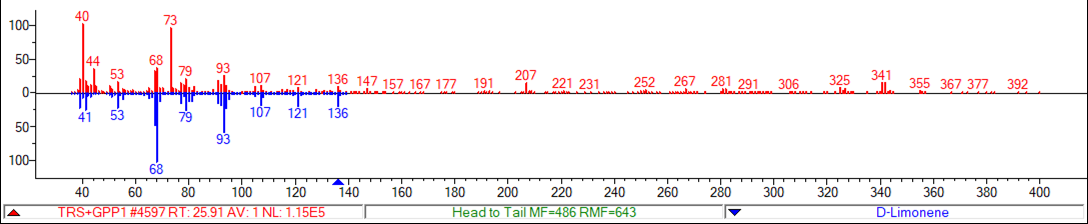 100 40 73
50 44 53 68 79 93 107 121 136 147 157 167 177 191 207 221 231 252 267 281 291 306 325 341 355 367 377 392
0
50 41 53 79 107 121 136
100 68 93
40 60 80 100 120 140 160 180 200 220 240 260 280 300 320 340 360 380 400
TRS+GPP1 #4597 RT: 25.91 AV: 1 NL: 1.15E5 Head to Tail MF=486 RMF=643 D-Limonene